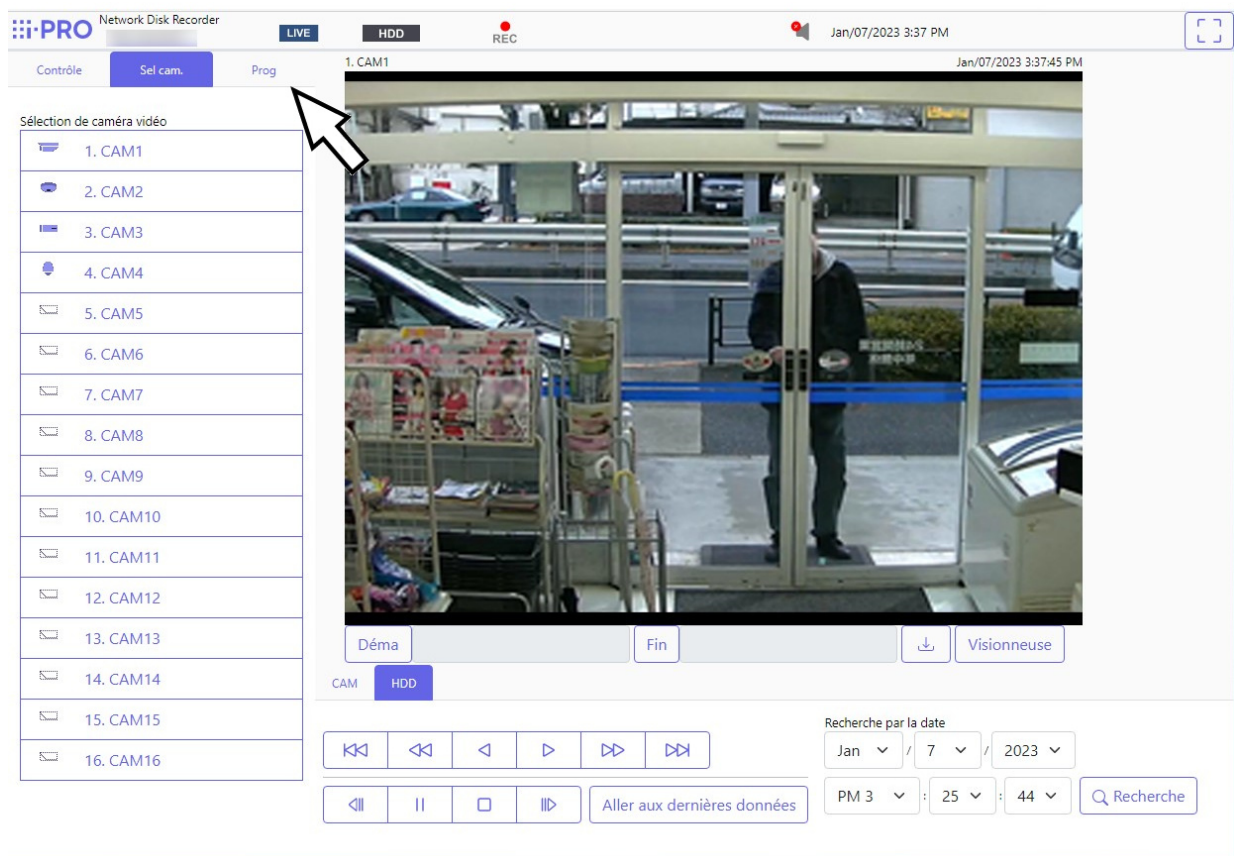 i-PRO Network Disk Recorder
LIVE
HDD
REC
Jan/07/2023 3:37 PM
Contrôle
Sel cam.
Prog
1. CAM1
Jan/07/2023 3:37:45 PM
Sélection de caméra vidéo
1. CAM1
2. CAM2
3. CAM3
4. CAM4
5. CAM5
6. CAM6
7. CAM7
8. CAM8
9. CAM9
10. CAM10
11. CAM11
12. CAM12
13. CAM13
14. CAM14
15. CAM15
16. CAM16
Déma
Fin
Visionneuse
CAM
HDD
Recherche par la date
Jan / 7 / 2023
PM 3 : 25 : 44
Recherche
Aller aux dernières données